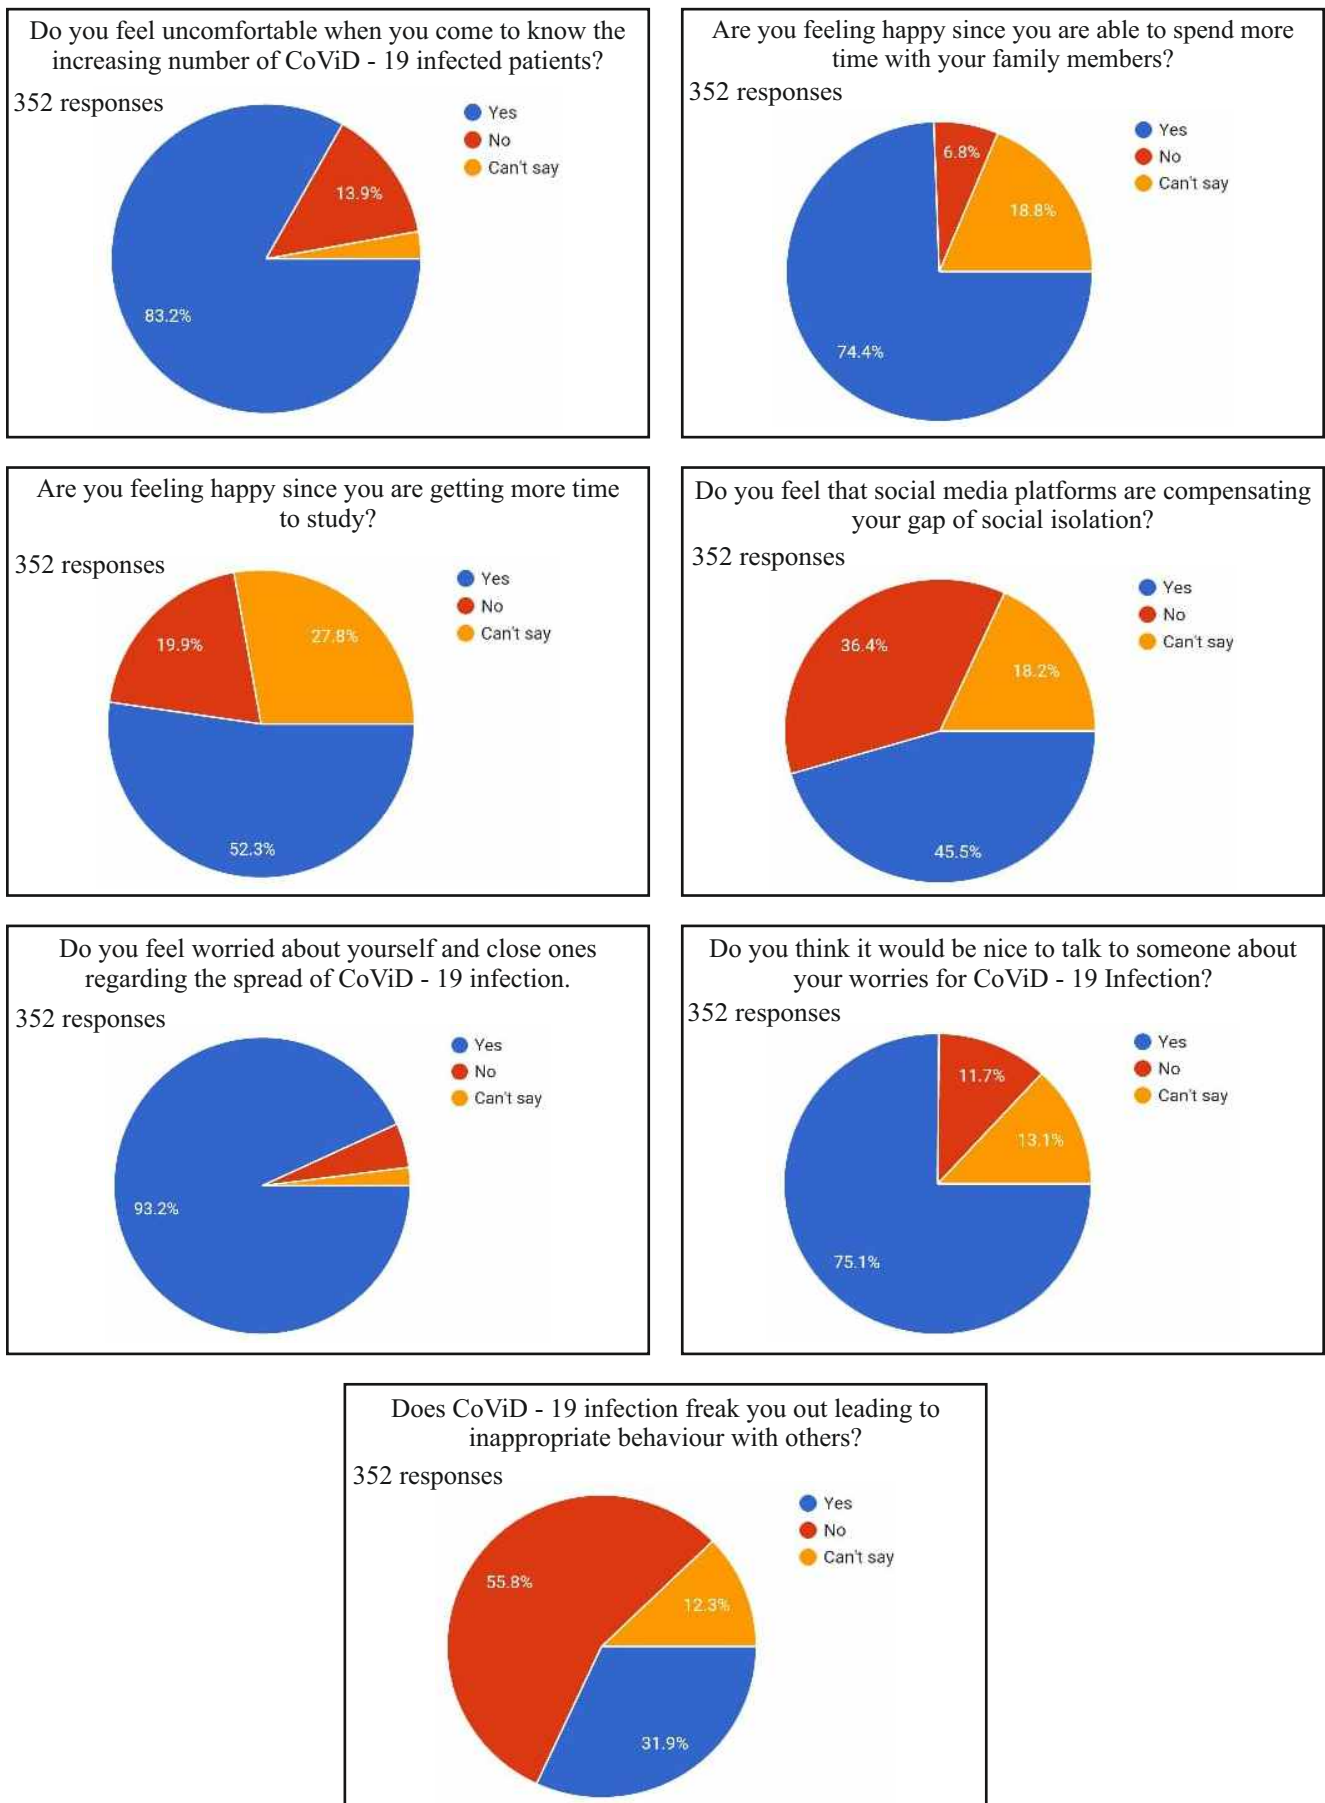 Do you feel uncomfortable when you come to know the
increasing number of CoViD - 19 infected patients?
352 responses
Yes
No
Can't say
13.9%
83.2%
Are you feeling happy since you are able to spend more
time with your family members?
352 responses
Yes
No
Can't say
6.8%
18.8%
74.4%
Are you feeling happy since you are getting more time
to study?
352 responses
Yes
No
Can't say
19.9%
27.8%
52.3%
Do you feel that social media platforms are compensating
your gap of social isolation?
352 responses
Yes
No
Can't say
36.4%
18.2%
45.5%
Do you feel worried about yourself and close ones
regarding the spread of CoViD - 19 infection.
352 responses
Yes
No
Can't say
93.2%
Do you think it would be nice to talk to someone about
your worries for CoViD - 19 Infection?
352 responses
Yes
No
Can't say
11.7%
13.1%
75.1%
Does CoViD - 19 infection freak you out leading to
inappropriate behaviour with others?
352 responses
Yes
No
Can't say
55.8%
12.3%
31.9%